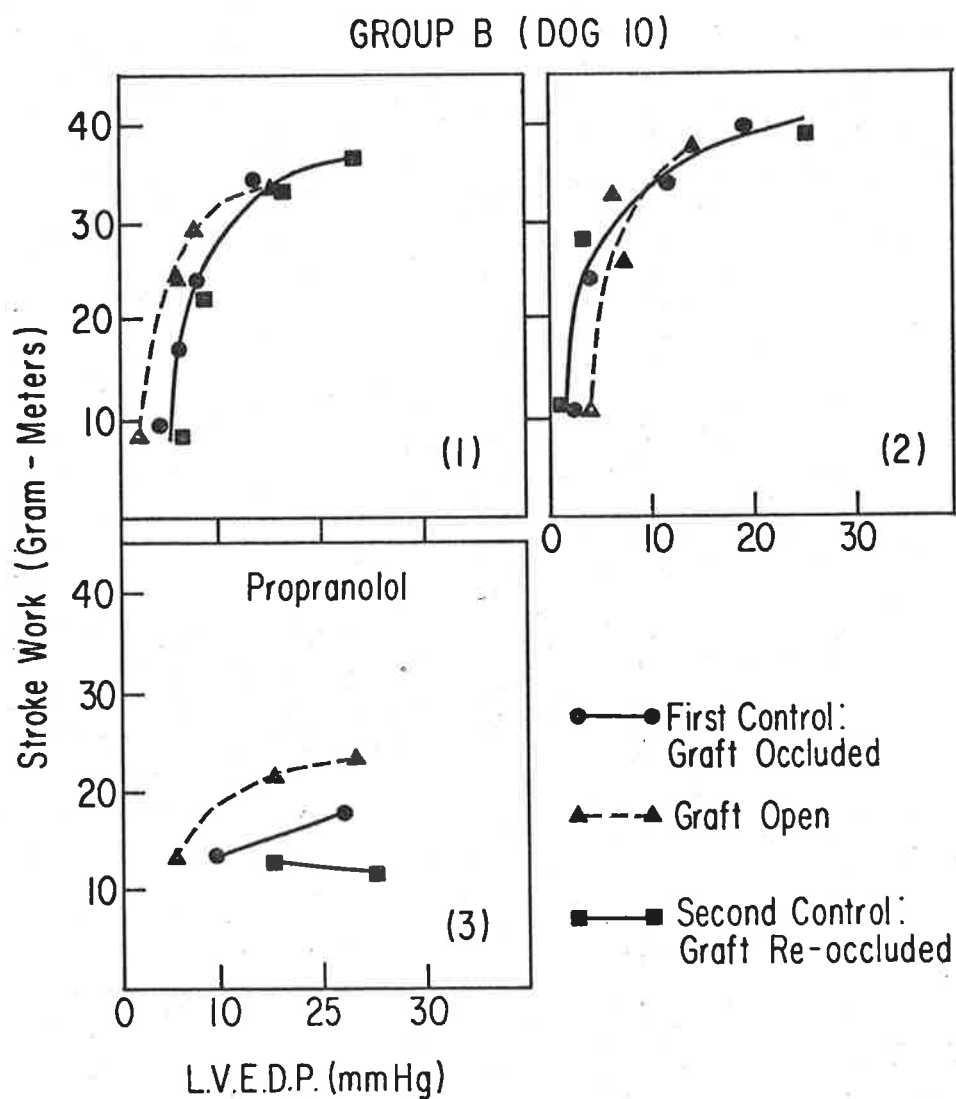 GROUP B (DOG 10)
Stroke Work (Gram - Meters)
40
30
20
10
(1)
(2)
0 10 20 30
Propranolol
40
30
20
10
(3)
0 10 25 30
L.V.E.D.P. (mmHg)
First Control:
Graft Occluded
Graft Open
Second Control:
Graft Re-occluded